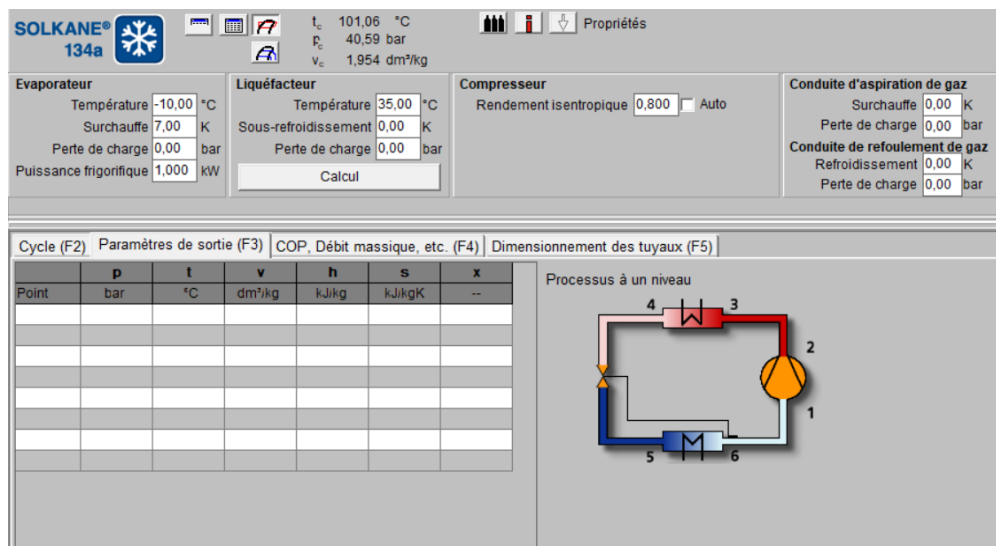 SOLKANE®
134a
tc 101,06 °C
pc 40,59 bar
vc 1,954 dm³/kg
Propriétés
Evaporateur
Température -10,00 °C
Surchauffe 7,00 K
Perte de charge 0,00 bar
Puissance frigorifique 1,000 kW
Liquéfacteur
Température 35,00 °C
Sous-refroidissement 0,00 K
Perte de charge 0,00 bar
Calcul
Compresseur
Rendement isentropique 0,800 Auto
Conduite d'aspiration de gaz
Surchauffe 0,00 K
Perte de charge 0,00 bar
Conduite de refoulement de gaz
Refroidissement 0,00 K
Perte de charge 0,00 bar
Cycle (F2) Paramètres de sortie (F3) COP, Débit massique, etc. (F4) Dimensionnement des tuyaux (F5)
p t v h s x
Point bar °C dm³/kg kJ/kg kJ/kgK --
Processus à un niveau
4 3
2
1
5 6